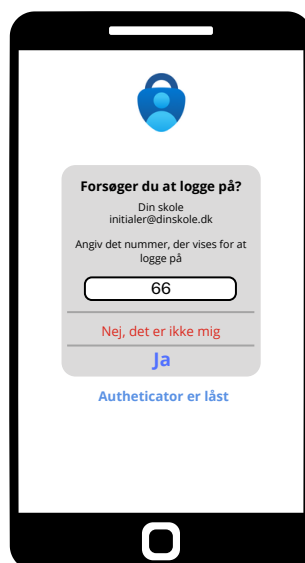 Forsøger du at logge på?
Din skole
initialer@dinskole.dk
Angiv det nummer, der vises for at
logge på
66
Nej, det er ikke mig
Ja
Autheticator er låst